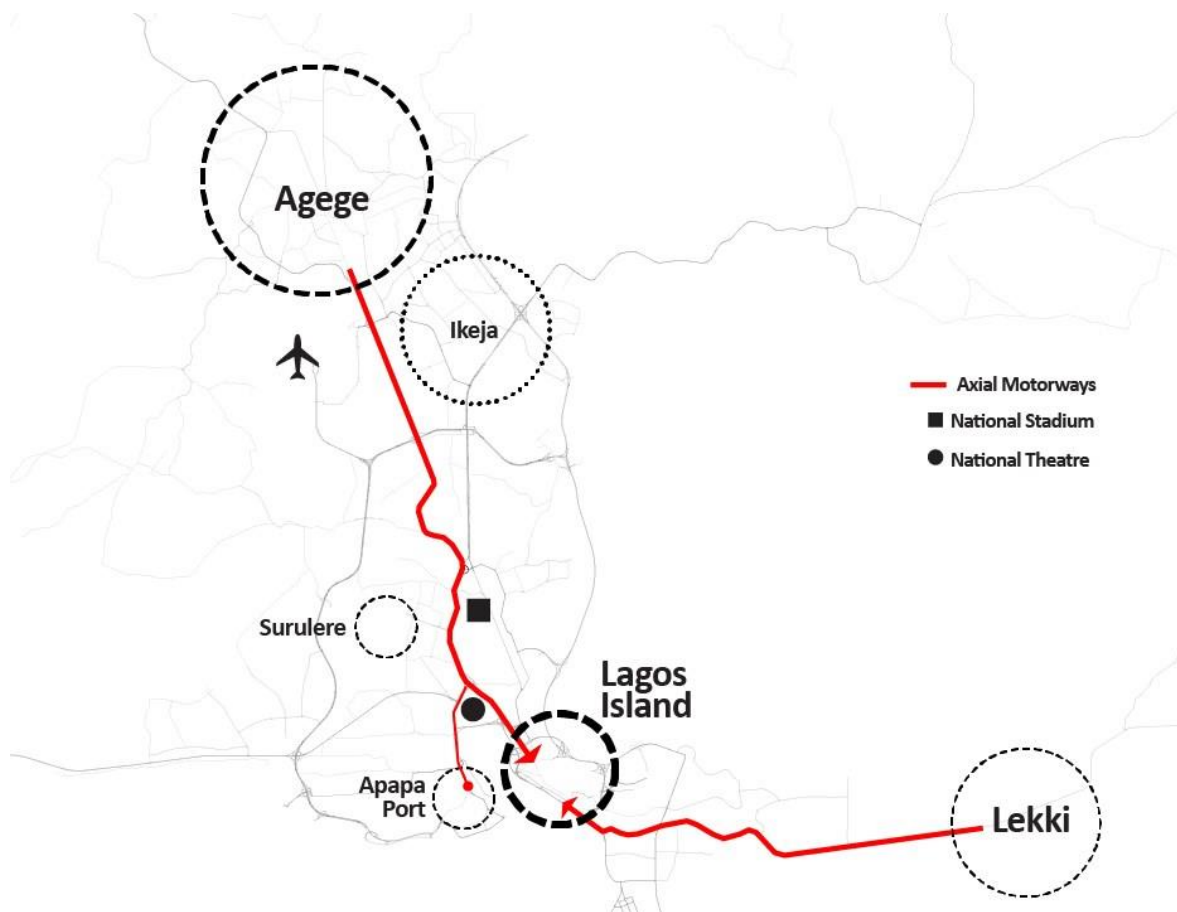 Agege
Ikeja
Axial Motorways
National Stadium
National Theatre
Surulere
Lagos
Island
Apapa
Port
Lekki